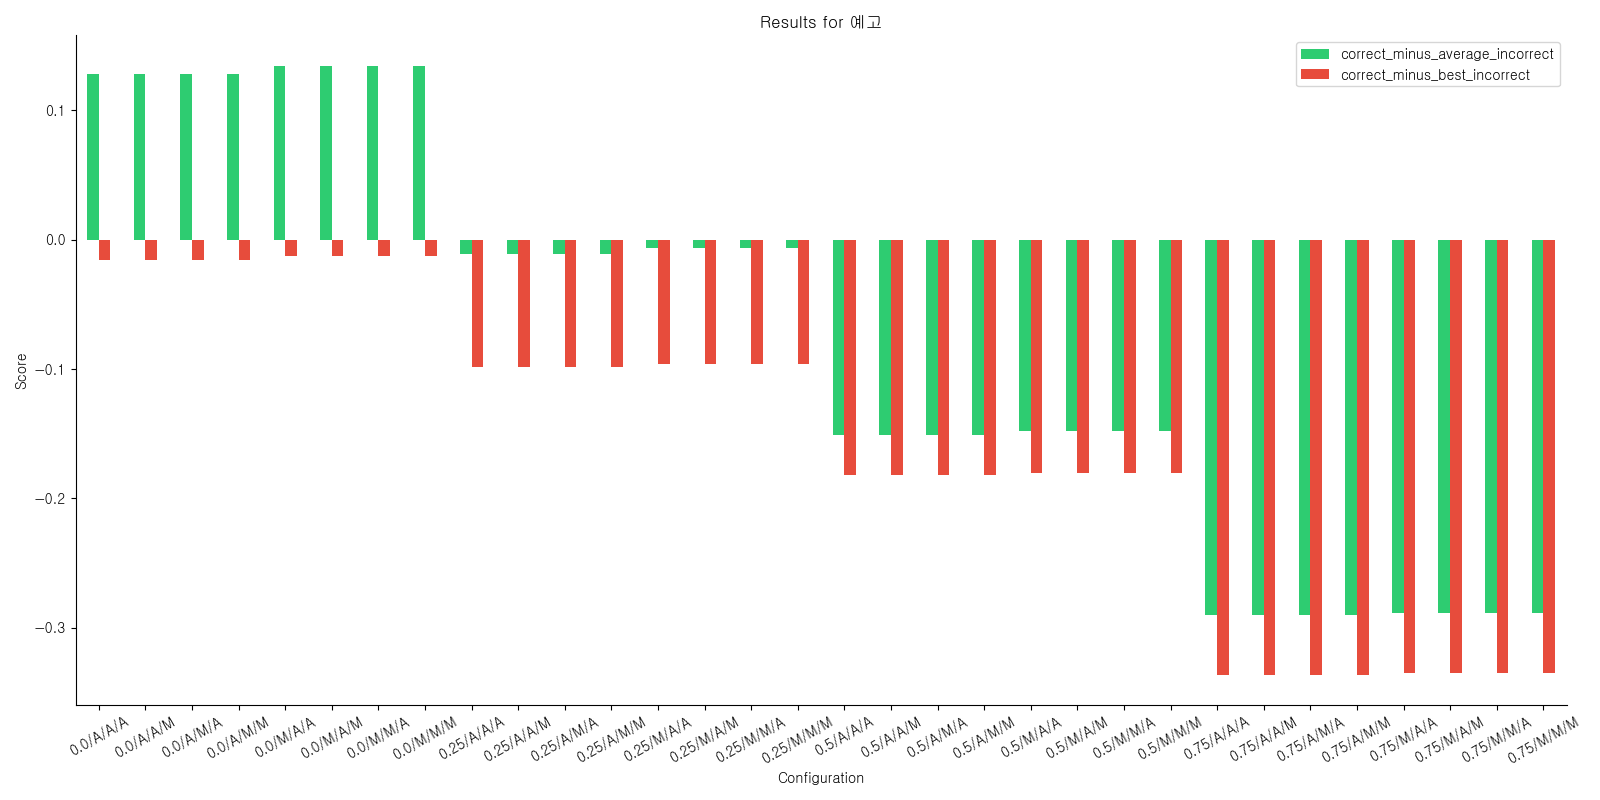 Results for 예고
correct_minus_average_incorrect
correct_minus_best_incorrect
0.1
0.0
−0.1
−0.2
−0.3
Score
0.0/A/A/A
0.0/A/A/M
0.0/A/M/A
0.0/A/M/M
0.0/M/A/A
0.0/M/A/M
0.0/M/M/A
0.0/M/M/M
0.25/A/A/A
0.25/A/A/M
0.25/A/M/A
0.25/A/M/M
0.25/M/A/A
0.25/M/A/M
0.25/M/M/A
0.25/M/M/M
0.5/A/A/A
0.5/A/A/M
0.5/A/M/A
0.5/A/M/M
0.5/M/A/A
0.5/M/A/M
0.5/M/M/A
0.5/M/M/M
0.75/A/A/A
0.75/A/A/M
0.75/A/M/A
0.75/A/M/M
0.75/M/A/A
0.75/M/A/M
0.75/M/M/A
0.75/M/M/M
Configuration